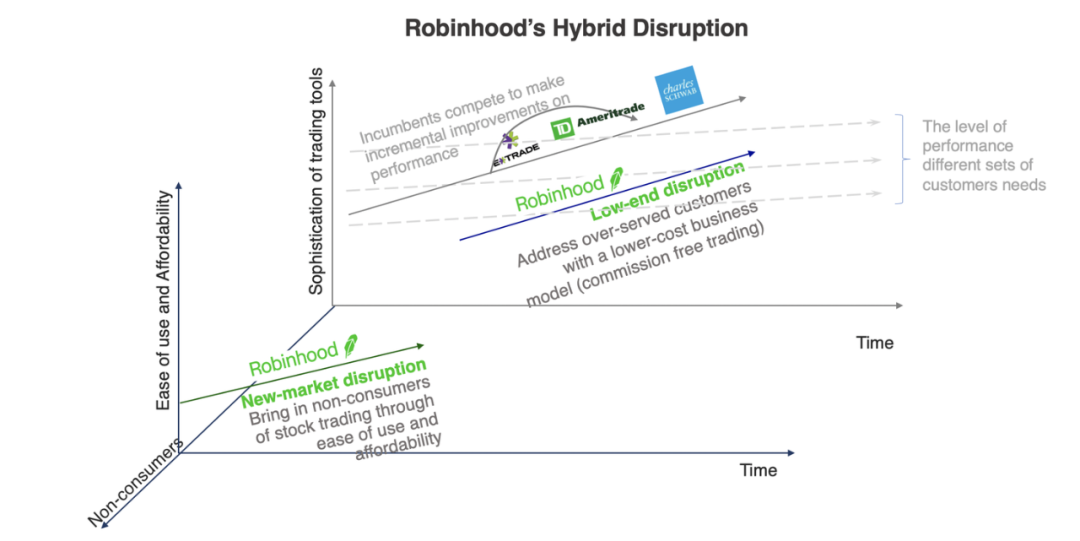 Robinhood's Hybrid Disruption
Sophistication of trading tools
Incumbents compete to make
incremental improvements on
performance
E*TRADE
TD Ameritrade
charles
SCHWAB
The level of
performance
different sets of
customers needs
Robinhood
Low-end disruption
Address over-served customers
with a lower-cost business
model (commission free trading)
Time
Ease of use and Affordability
Robinhood
New-market disruption
Bring in non-consumers
of stock trading through
ease of use and
affordability
Non-consumers
Time